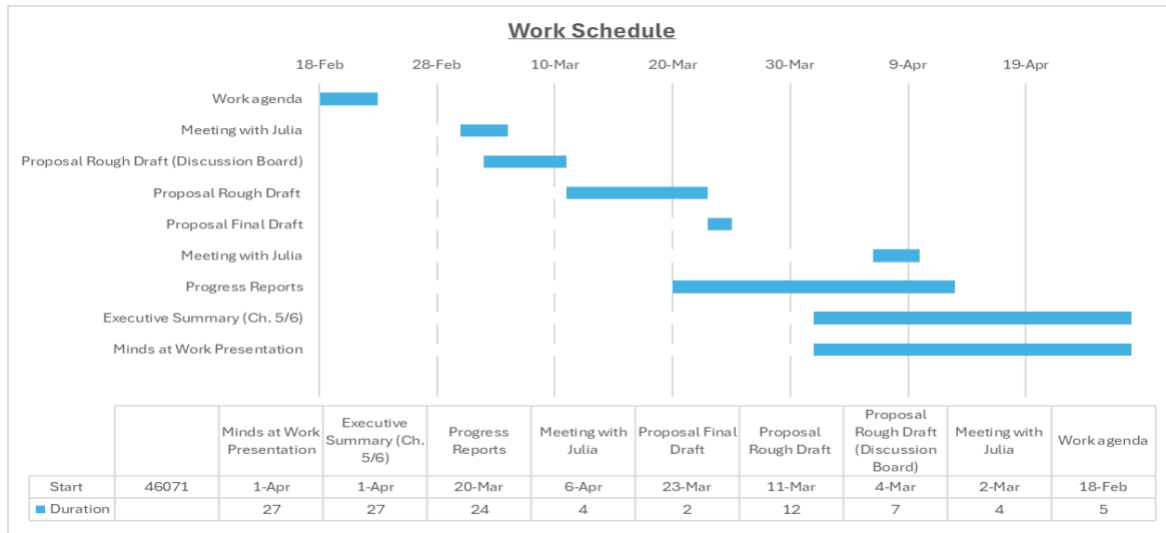 Work Schedule
18-Feb 28-Feb 10-Mar 20-Mar 30-Mar 9-Apr 19-Apr
Work agenda
Meeting with Julia
Proposal Rough Draft (Discussion Board)
Proposal Rough Draft
Proposal Final Draft
Meeting with Julia
Progress Reports
Executive Summary (Ch. 5/6)
Minds at Work Presentation
Minds at Work Presentation
Executive Summary (Ch. 5/6)
Progress Reports
Meeting with Julia
Proposal Final Draft
Proposal Rough Draft
Proposal Rough Draft (Discussion Board)
Meeting with Julia
Work agenda
Start 46071 1-Apr 1-Apr 20-Mar 6-Apr 23-Mar 11-Mar 4-Mar 2-Mar 18-Feb
Duration 27 27 24 4 2 12 7 4 5